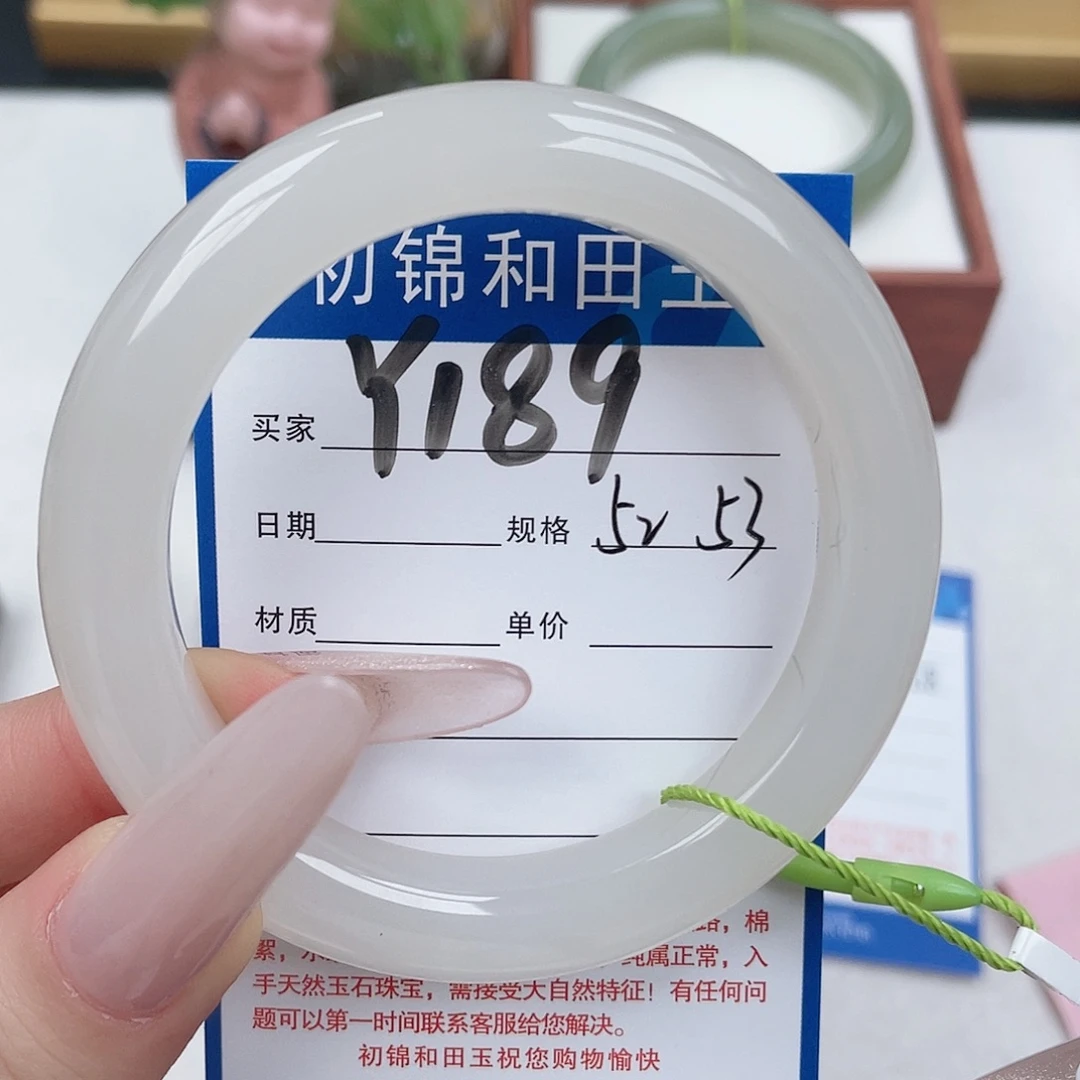 初锦和田玉
买家 Y189
日期 规格 52 53
材质 单价
棉
絮，纯属正常，入
手天然玉石珠宝，需接受大自然特征！有任何问
题可以第一时间联系客服给您解决。
初锦和田玉祝您购物愉快